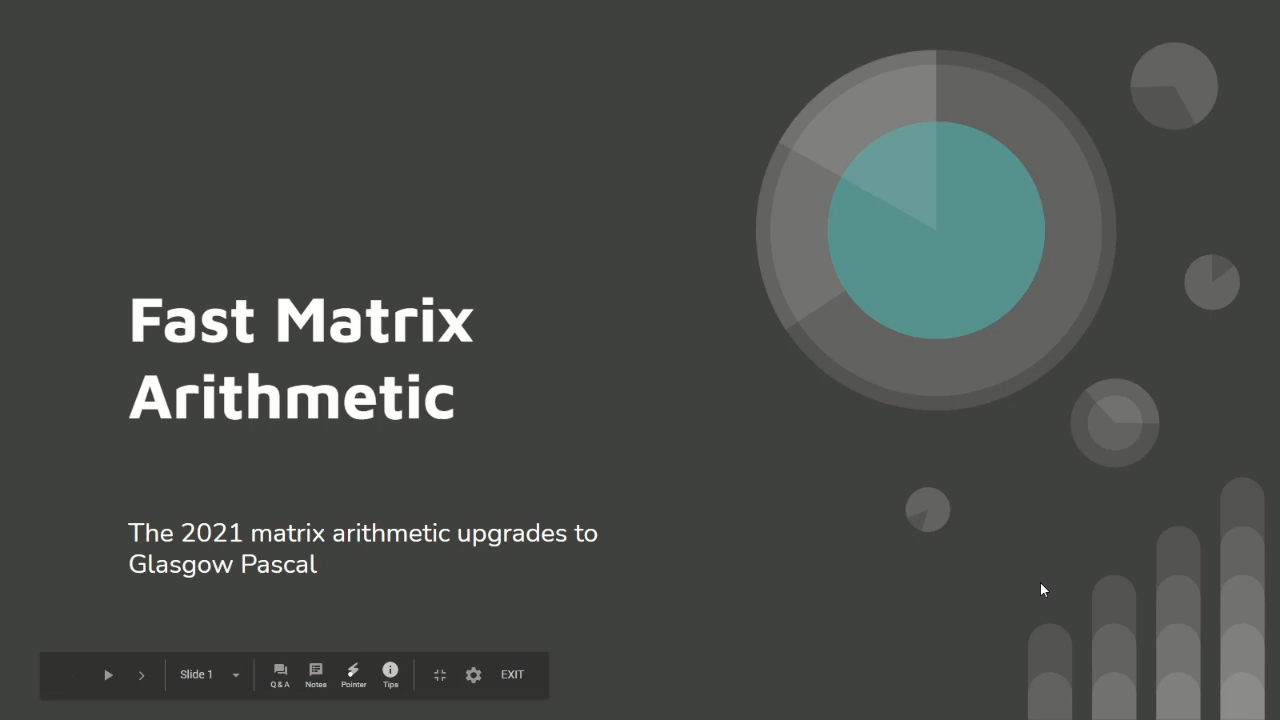 Fast Matrix
Arithmetic
The 2021 matrix arithmetic upgrades to
Glasgow Pascal
Slide 1
Q & A
Notes
Pointer
Tips
EXIT